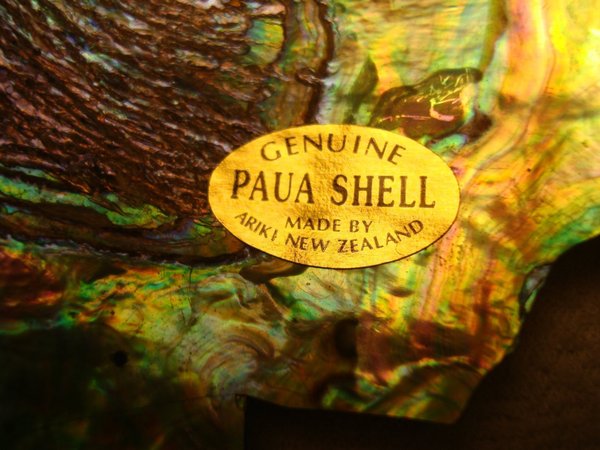 GENUINE
PAUA SHELL
MADE BY
ARIKI NEW ZEALAND